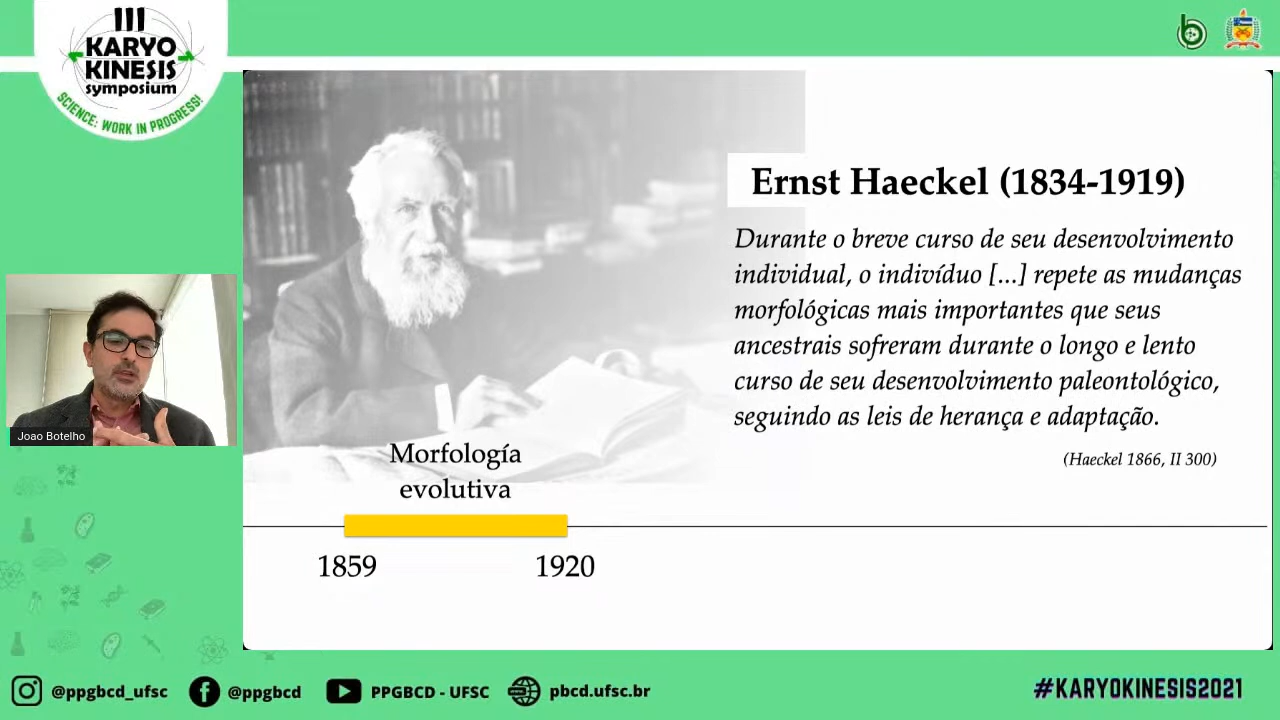 III
KARYO
KINESIS
symposium
SCIENCE: WORK IN PROGRESS!
Ernst Haeckel (1834-1919)
Durante o breve curso de seu desenvolvimento
individual, o indivíduo [...] repete as mudanças
morfológicas mais importantes que seus
ancestrais sofreram durante o longo e lento
curso de seu desenvolvimento paleontológico,
seguindo as leis de herança e adaptação.
(Haeckel 1866, II 300)
Joao Botelho
Morfología
evolutiva
1859
1920
@ppgbcd_ufsc
@ppgbcd
PPGBCD - UFSC
pbcd.ufsc.br
#KARYOKINESIS2021